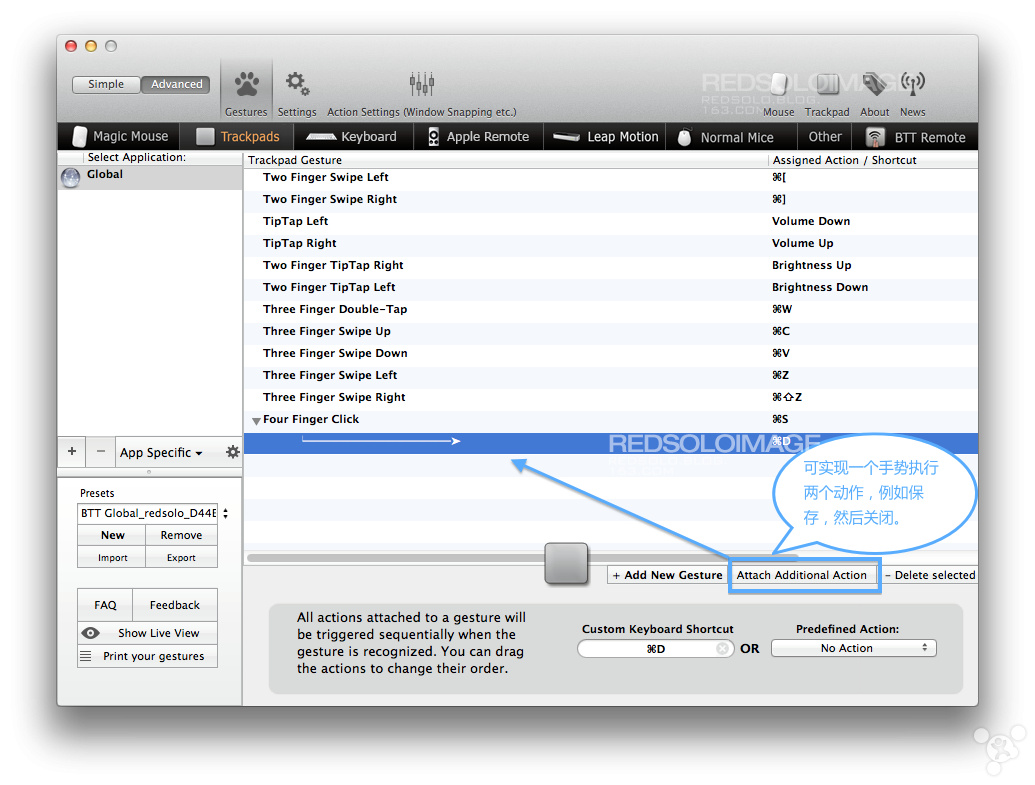 Simple
Advanced
Gestures
Settings
Action Settings (Window Snapping etc.)
REDSOLOIMAGE
REDSOLO.BLOG.
163.COM
Mouse
Trackpad
About
News
Magic Mouse
Trackpads
Keyboard
Apple Remote
Leap Motion
Normal Mice
Other
BTT Remote
Select Application:
Global
Trackpad Gesture
Assigned Action / Shortcut
Two Finger Swipe Left ⌘[
Two Finger Swipe Right ⌘]
TipTap Left Volume Down
TipTap Right Volume Up
Two Finger TipTap Right Brightness Up
Two Finger TipTap Left Brightness Down
Three Finger Double-Tap ⌘W
Three Finger Swipe Up ⌘C
Three Finger Swipe Down ⌘V
Three Finger Swipe Left ⌘Z
Three Finger Swipe Right ⌘⇧Z
Four Finger Click ⌘S
REDSOLOIMAGE
⌘D
可实现一个手势执行
两个动作，例如保
存，然后关闭。
+
−
App Specific
Presets
BTT Global_redsolo_D44E
New
Remove
Import
Export
FAQ
Feedback
Show Live View
Print your gestures
+ Add New Gesture
Attach Additional Action
− Delete selected
All actions attached to a gesture will
be triggered sequentially when the
gesture is recognized. You can drag
the actions to change their order.
Custom Keyboard Shortcut
⌘D
OR
Predefined Action:
No Action